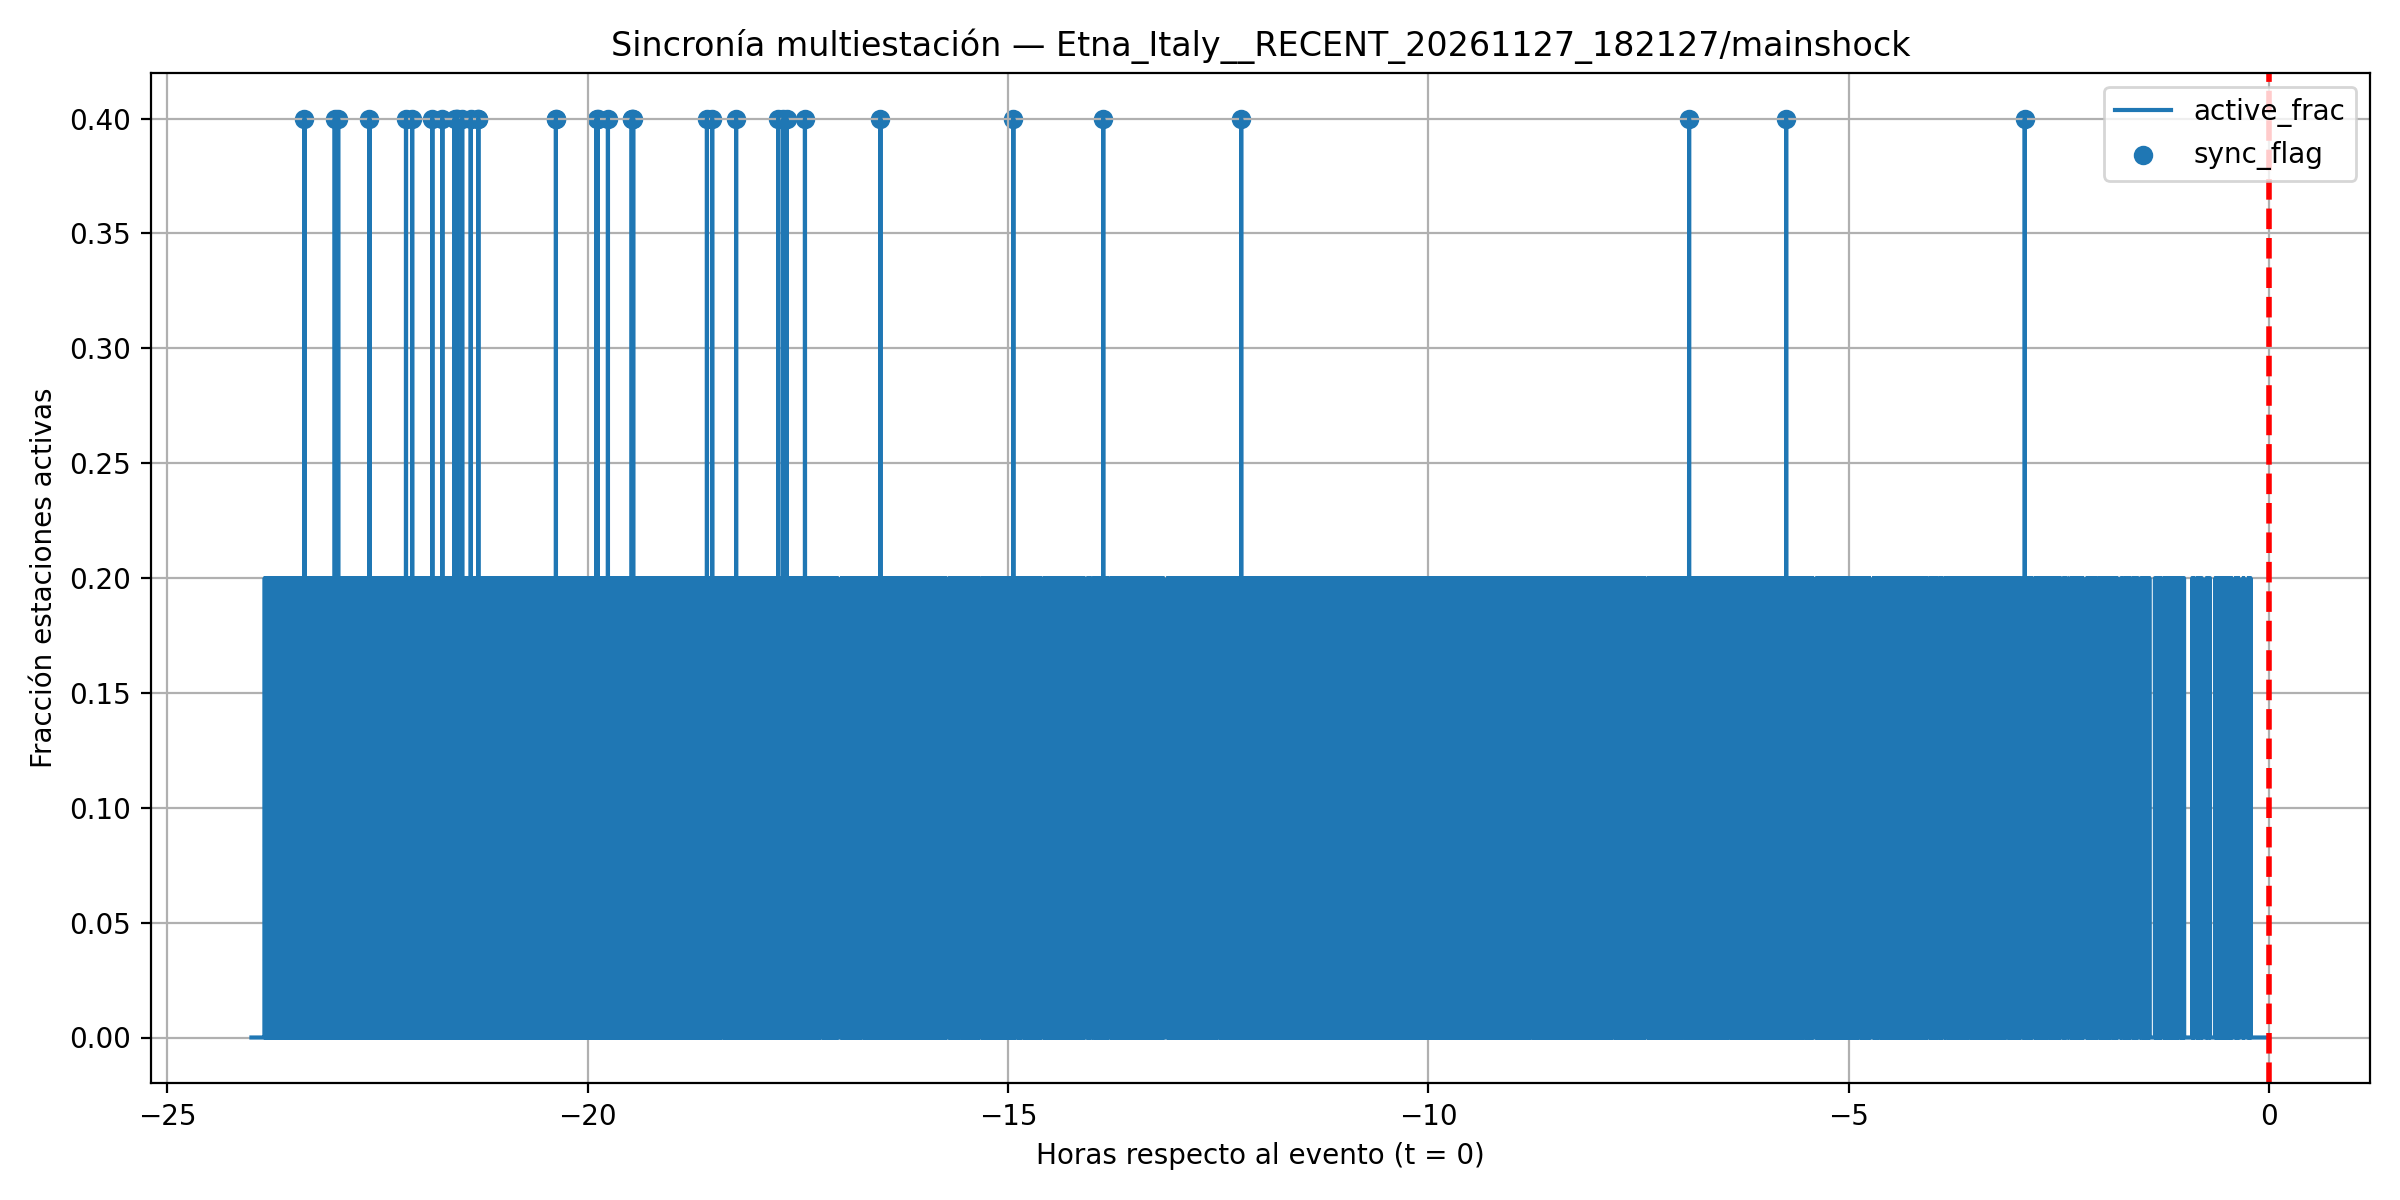 Sincronía multiestación — Etna_Italy__RECENT_20261127_182127/mainshock
active_frac
sync_flag
Fracción estaciones activas
0.40
0.35
0.30
0.25
0.20
0.15
0.10
0.05
0.00
−25 −20 −15 −10 −5 0
Horas respecto al evento (t = 0)